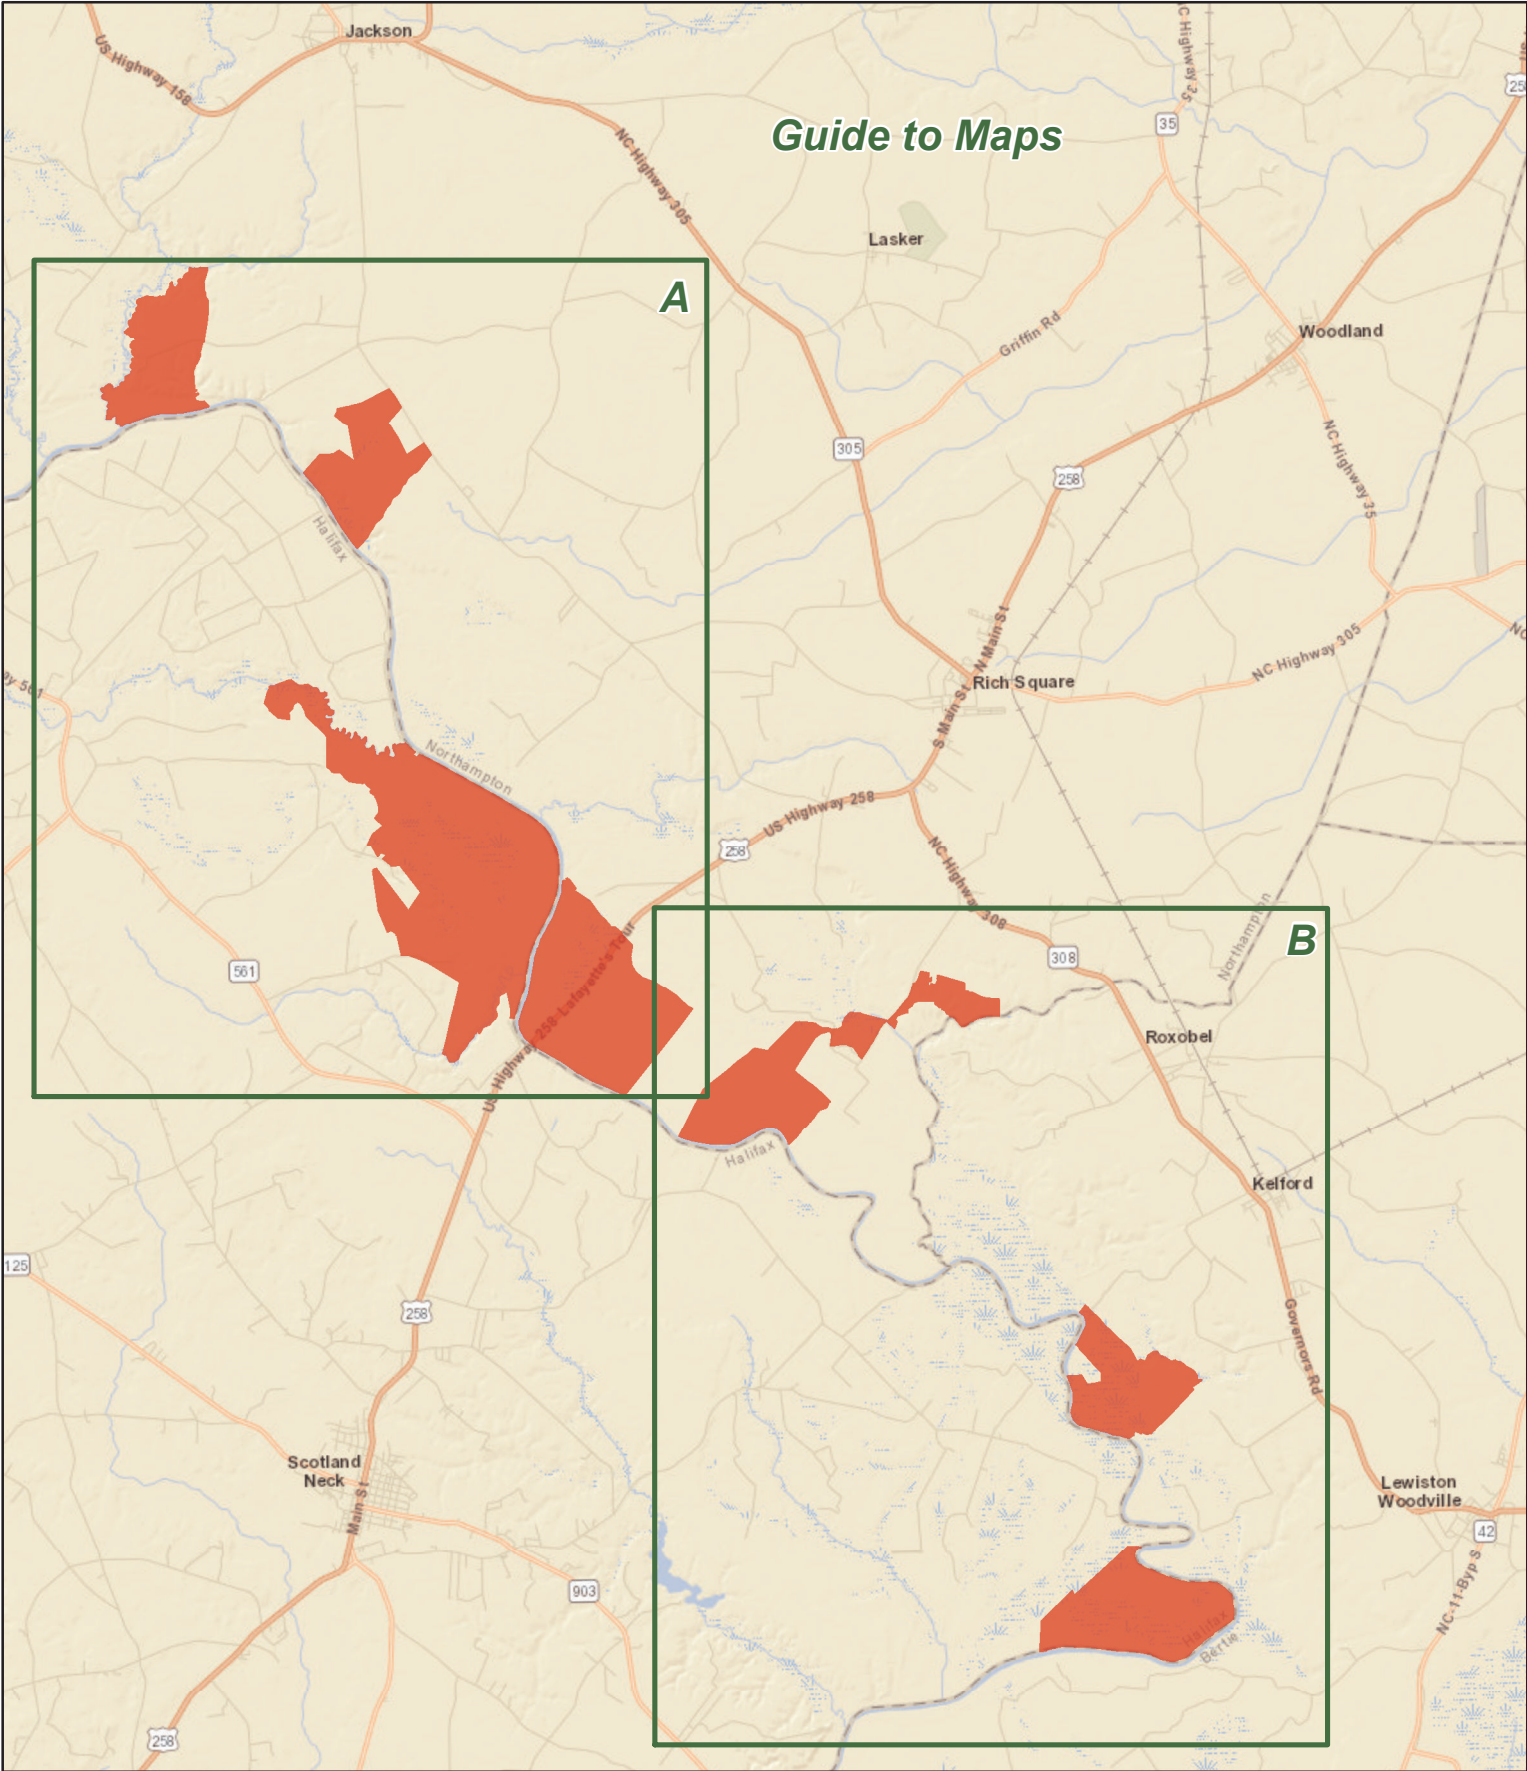 Jackson
US Highway 158
NC Highway 305
Guide to Maps
NC Highway 35
35
Lasker
Griffin Rd
Woodland
A
305
258
NC Highway 35
Halifax
N Main St
Rich Square
S Main St
NC Highway 305
Northampton
US Highway 258
258
NC Highway 308
Northampton
B
308
561
US Highway 258-Lafayette's Tour
Roxobel
Halifax
Kelford
125
258
Governors Rd
Scotland
Neck
Main St
Lewiston
Woodville
42
903
NC-11-Byp S
Halifax
Bertie
258